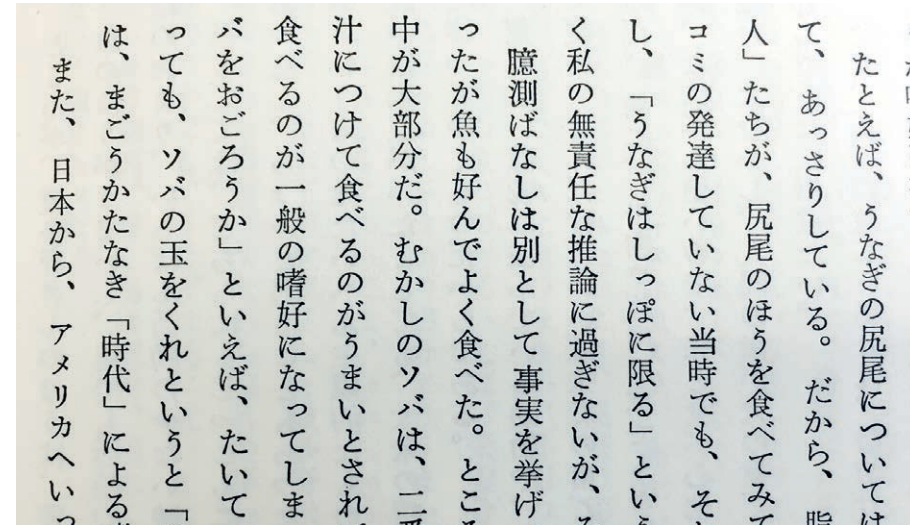 たとえば、うなぎの尻尾については
て、あっさりしている。だから、脂
人」たちが、尻尾のほうを食べてみて
コミの発達していない当時でも、そ
し、「うなぎはしっぽに限る」とい
く私の無責任な推論に過ぎないが、
臆測ばなしは別として事実を挙げ
ったが魚も好んでよく食べた。ところ
中が大部分だ。むかしのソバは、二
汁につけて食べるのがうまいとされ
食べるのが一般の嗜好になってしま
バをおごろうか」といえば、たいて
っても、ソバの玉をくれというと「
は、まごうかたなき「時代」による
また、日本から、アメリカへいっ